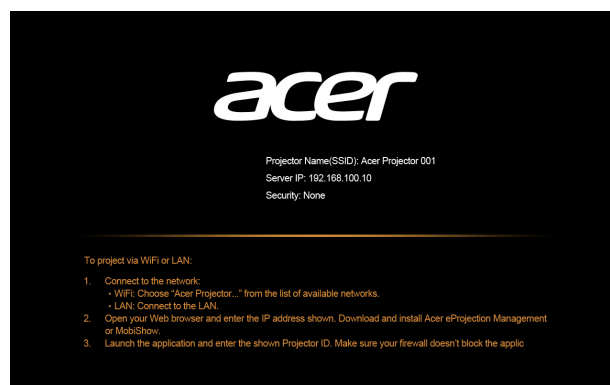 acer
Projector Name(SSID): Acer Projector 001
Server IP: 192.168.100.10
Security: None
To project via WiFi or LAN:
1. Connect to the network:
• WiFi: Choose “Acer Projector...” from the list of available networks.
• LAN: Connect to the LAN.
2. Open your Web browser and enter the IP address shown. Download and install Acer eProjection Management
or MobiShow.
3. Launch the application and enter the shown Projector ID. Make sure your firewall doesn’t block the applic